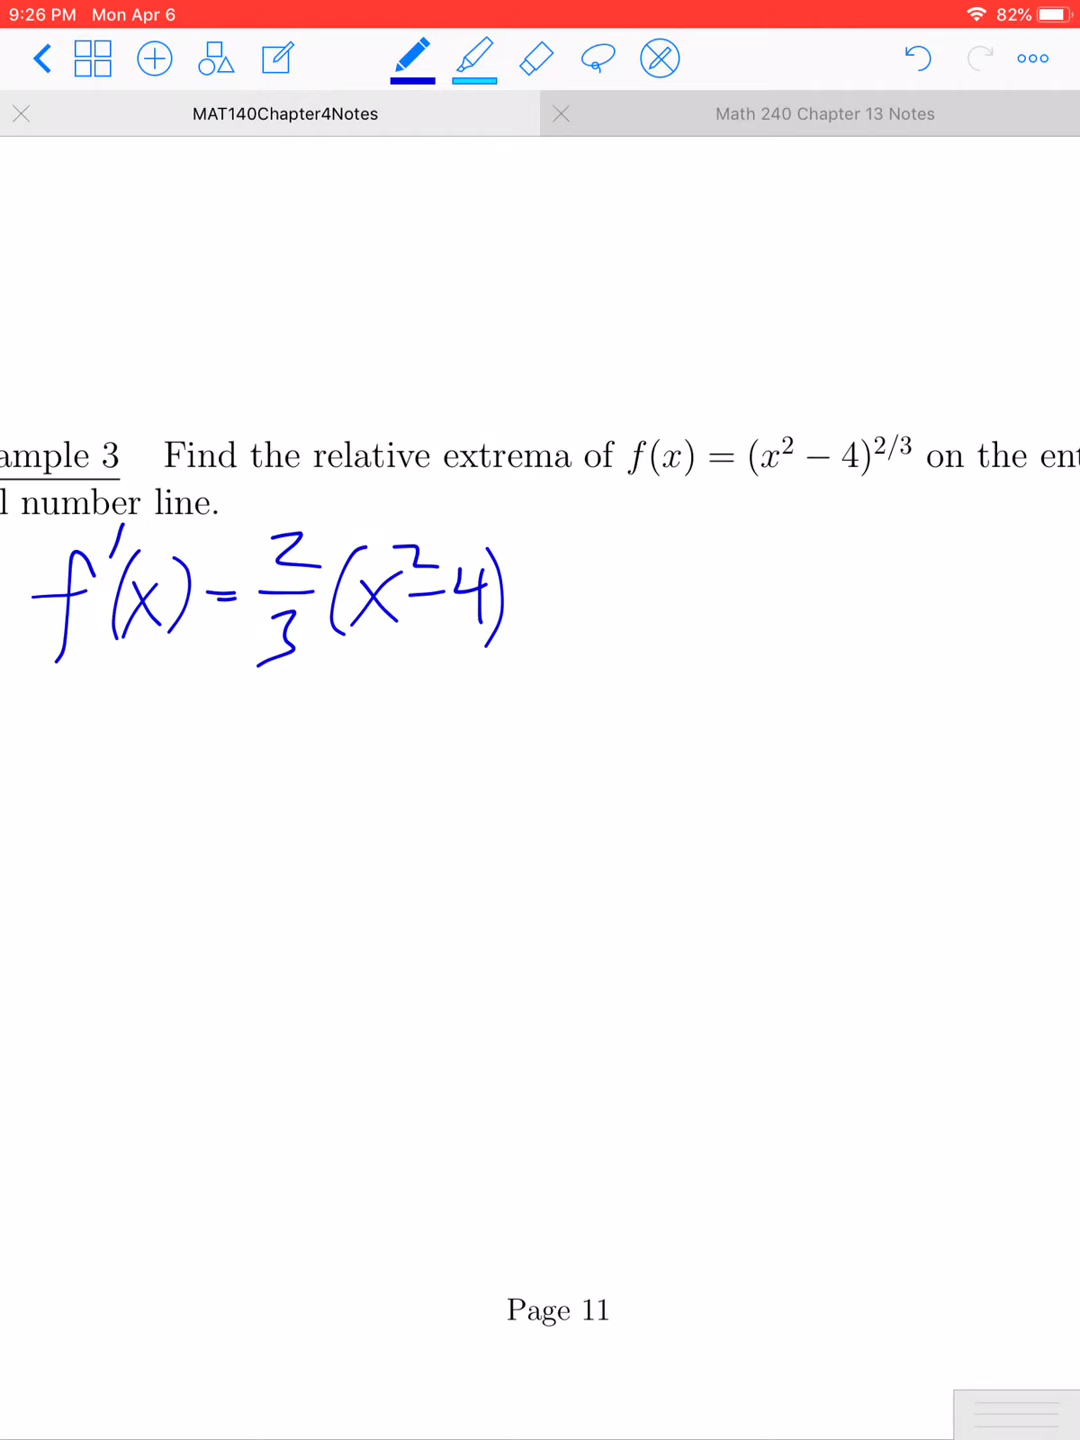 9:26 PM Mon Apr 6 82%
MAT140Chapter4Notes Math 240 Chapter 13 Notes
ample 3 Find the relative extrema of f(x) = (x² − 4)^{2/3} on the ent
l number line.
f'(x) = 2/3 (x²-4)
Page 11